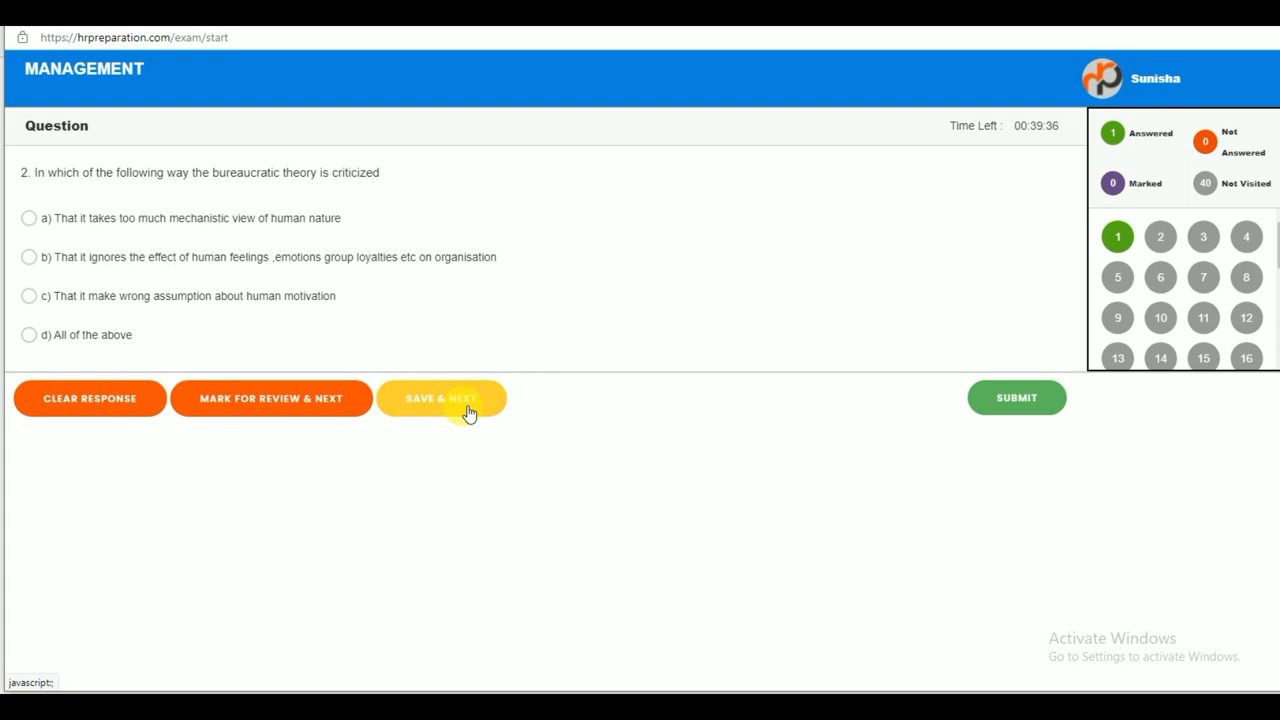 https://hrpreparation.com/exam/start
MANAGEMENT
Sunisha
Question
Time Left : 00:39:36
1 Answered
0 Not Answered
0 Marked
40 Not Visited
2. In which of the following way the bureaucratic theory is criticized
a) That it takes too much mechanistic view of human nature
b) That it ignores the effect of human feelings ,emotions group loyalties etc on organisation
c) That it make wrong assumption about human motivation
d) All of the above
1 2 3 4
5 6 7 8
9 10 11 12
13 14 15 16
CLEAR RESPONSE
MARK FOR REVIEW & NEXT
SAVE & NEXT
SUBMIT
Activate Windows
Go to Settings to activate Windows.
javascript:;